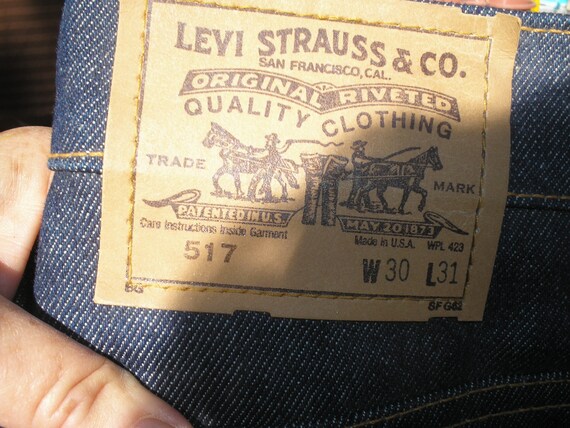 LEVI STRAUSS & CO.
SAN FRANCISCO, CAL.
ORIGINAL RIVETED
QUALITY CLOTHING
TRADE MARK
PATENTED IN U.S. MAY 20 1873
Care Instructions Inside Garment Made in U.S.A. WPL 423
517 W 30 L 31